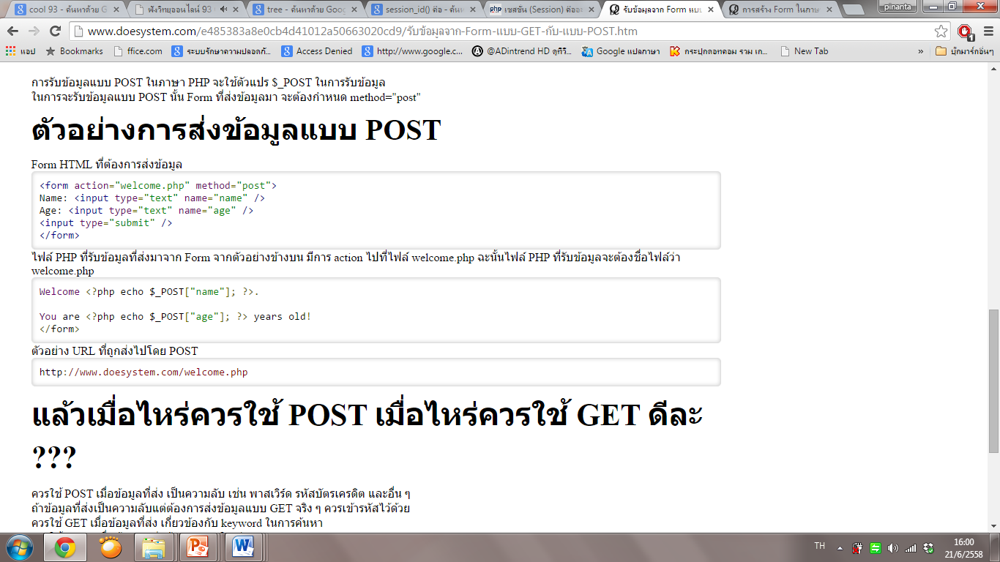 cool 93 - ค้นหาด้วย G
ฟังวิทยุออนไลน์ 93
tree - ค้นหาด้วย Goo
session_id() คือ - ค้นห
php เซสชัน (Session) คืออะ
รับข้อมูลจาก Form แบบ
การสร้าง Form ในภาษ
pinanta
www.doesystem.com/e485383a8e0cb4d41012a50663020cd9/รับข้อมูลจาก-Form-แบบ-GET-กับ-แบบ-POST.htm
1
แอป
Bookmarks
ffice.com
ระบบรักษาความปลอดภั...
Access Denied
http://www.google.c...
@ADintrend HD ดูทีวี...
Google แปลภาษา
กระปุกดอทคอม รวม เก...
New Tab
»
บุ๊กมาร์กอื่นๆ
การรับข้อมูลแบบ POST ในภาษา PHP จะใช้ตัวแปร $_POST ในการรับข้อมูล
ในการจะรับข้อมูลแบบ POST นั้น Form ที่ส่งข้อมูลมา จะต้องกำหนด method="post"
ตัวอย่างการส่งข้อมูลแบบ POST
Form HTML ที่ต้องการส่งข้อมูล
<form action="welcome.php" method="post">
Name: <input type="text" name="name" />
Age: <input type="text" name="age" />
<input type="submit" />
</form>
ไฟล์ PHP ที่รับข้อมูลที่ส่งมาจาก Form จากตัวอย่างข้างบน มีการ action ไปที่ไฟล์ welcome.php ฉะนั้นไฟล์ PHP ที่รับข้อมูลจะต้องชื่อไฟล์ว่า
welcome.php
Welcome <?php echo $_POST["name"]; ?>.
You are <?php echo $_POST["age"]; ?> years old!
</form>
ตัวอย่าง URL ที่ถูกส่งไปโดย POST
http://www.doesystem.com/welcome.php
แล้วเมื่อไหร่ควรใช้ POST เมื่อไหร่ควรใช้ GET ดีละ
???
ควรใช้ POST เมื่อข้อมูลที่ส่ง เป็นความลับ เช่น พาสเวิร์ด รหัสบัตรเครดิต และอื่น ๆ
ถ้าข้อมูลที่ส่งเป็นความลับแต่ต้องการส่งข้อมูลแบบ GET จริง ๆ ควรเข้ารหัสไว้ด้วย
ควรใช้ GET เมื่อข้อมูลที่ส่ง เกี่ยวข้องกับ keyword ในการค้นหา
TH
16:00
21/6/2558